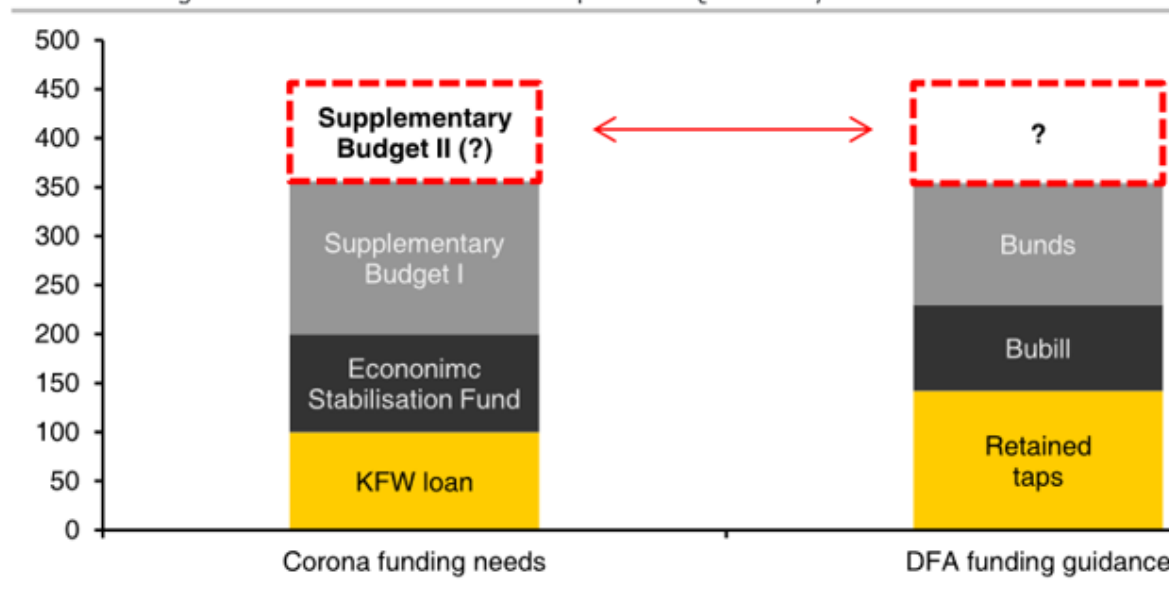 500
450
400
350
300
250
200
150
100
50
0
Supplementary
Budget II (?)
Supplementary
Budget I
Econonimc
Stabilisation Fund
KFW loan
?
Bunds
Bubill
Retained
taps
Corona funding needs
DFA funding guidance